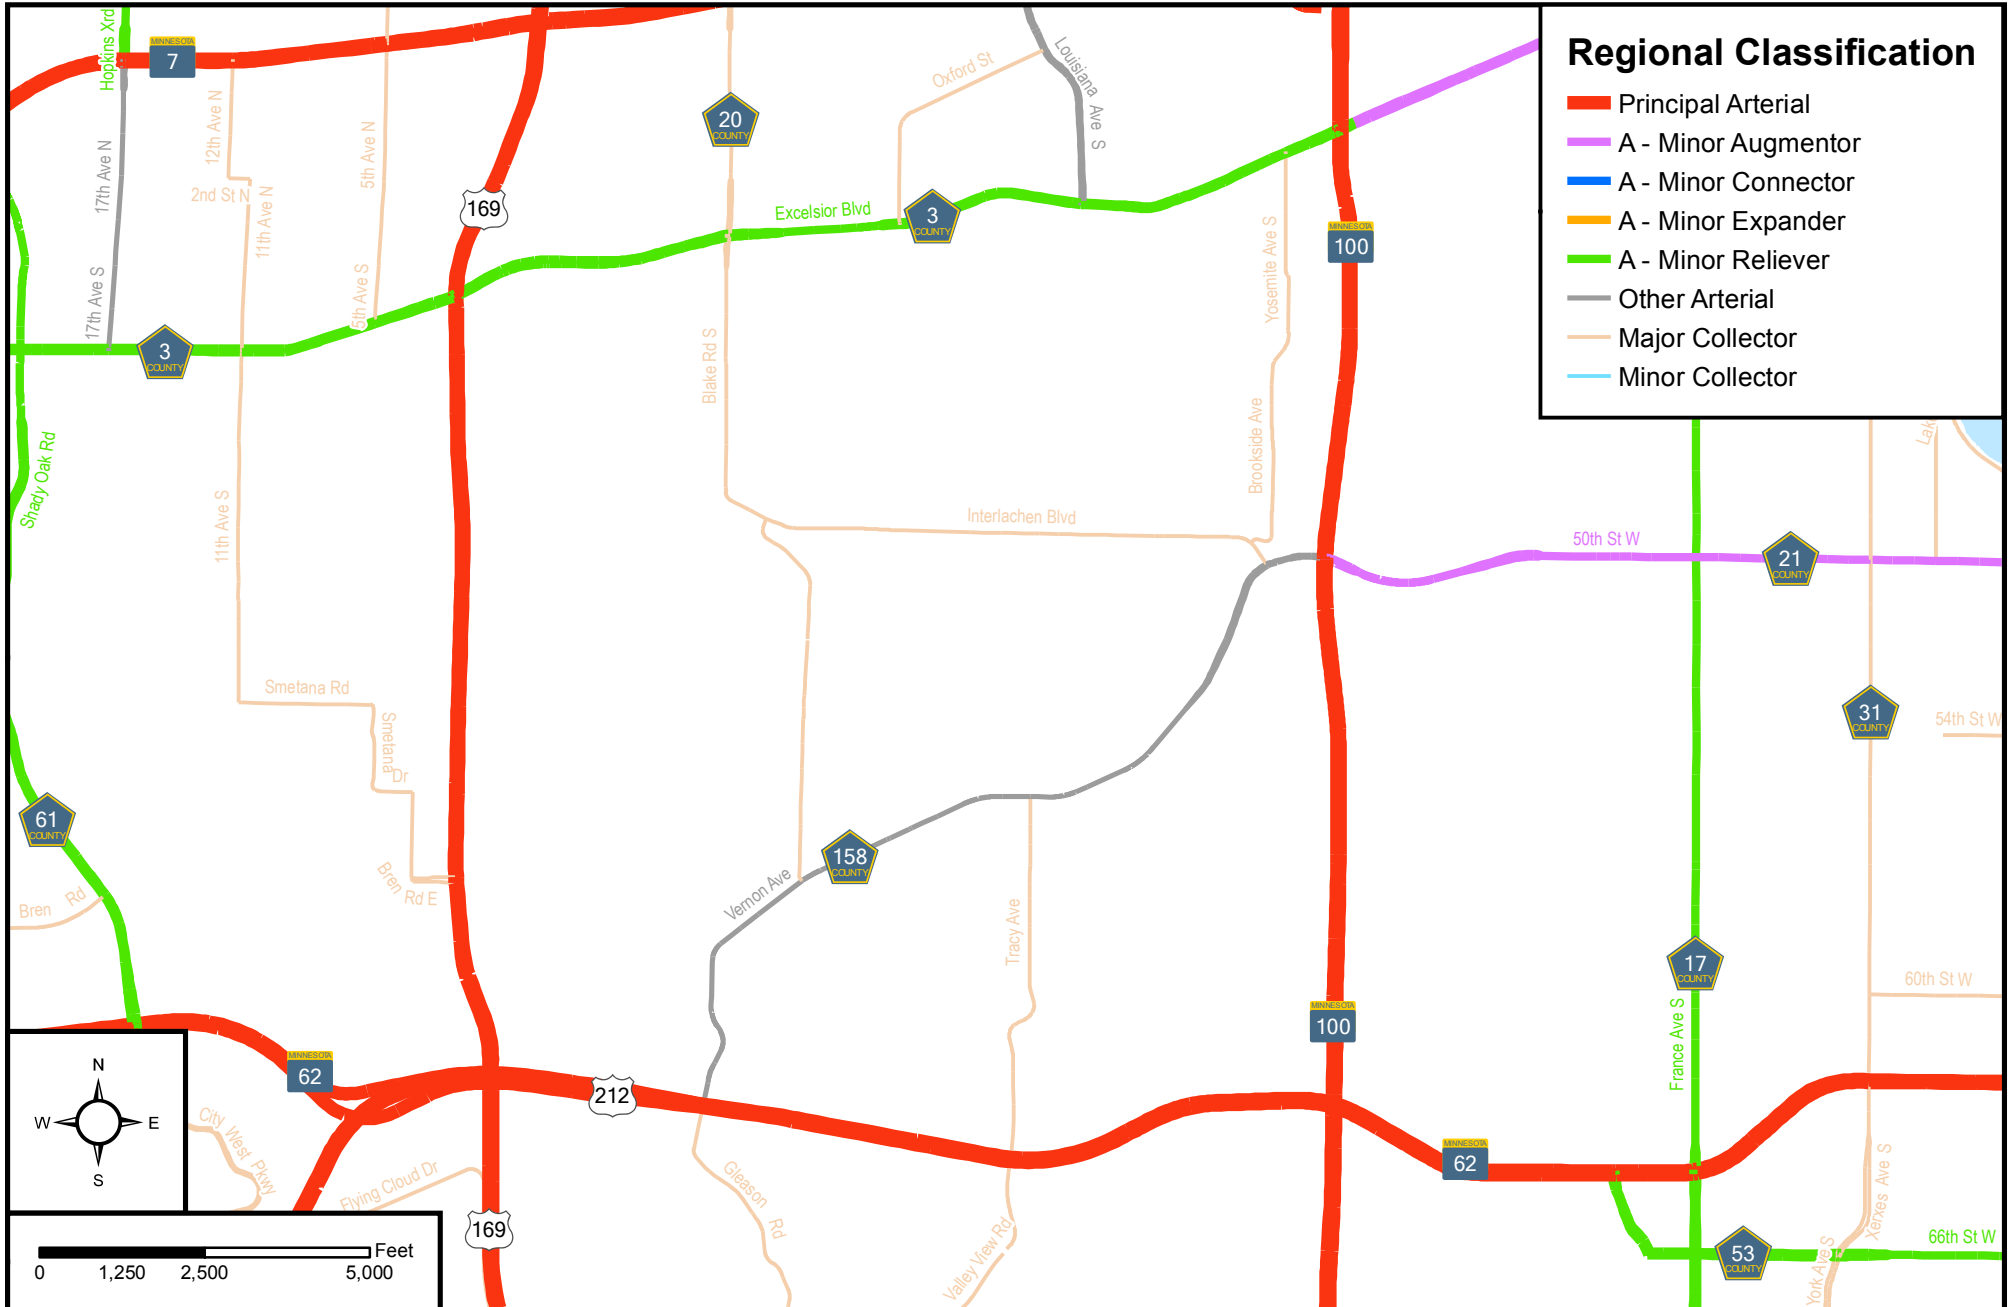 Regional Classification
Principal Arterial
A - Minor Augmentor
A - Minor Connector
A - Minor Expander
A - Minor Reliever
Other Arterial
Major Collector
Minor Collector
Hopkins Xrd
MINNESOTA
7
12th Ave N
17th Ave N
2nd St N
11th Ave N
5th Ave N
17th Ave S
5th Ave S
3
COUNTY
169
20
COUNTY
Oxford St
Louisiana Ave S
Excelsior Blvd
3
COUNTY
MINNESOTA
100
Yosemite Ave S
Blake Rd S
Brookside Ave
Shady Oak Rd
11th Ave S
Interlachen Blvd
50th St W
21
COUNTY
Smetana Rd
Smetana
Dr
31
COUNTY
54th St W
61
COUNTY
Bren Rd
Bren
Rd E
158
COUNTY
Vernon Ave
Tracy Ave
17
COUNTY
60th St W
France Ave S
MINNESOTA
100
MINNESOTA
62
212
MINNESOTA
62
City West Pkwy
Flying Cloud Dr
169
Gleason Rd
Valley View Rd
Xerxes Ave S
York Ave S
66th St W
53
COUNTY
N
W
E
S
Feet
0
1,250
2,500
5,000